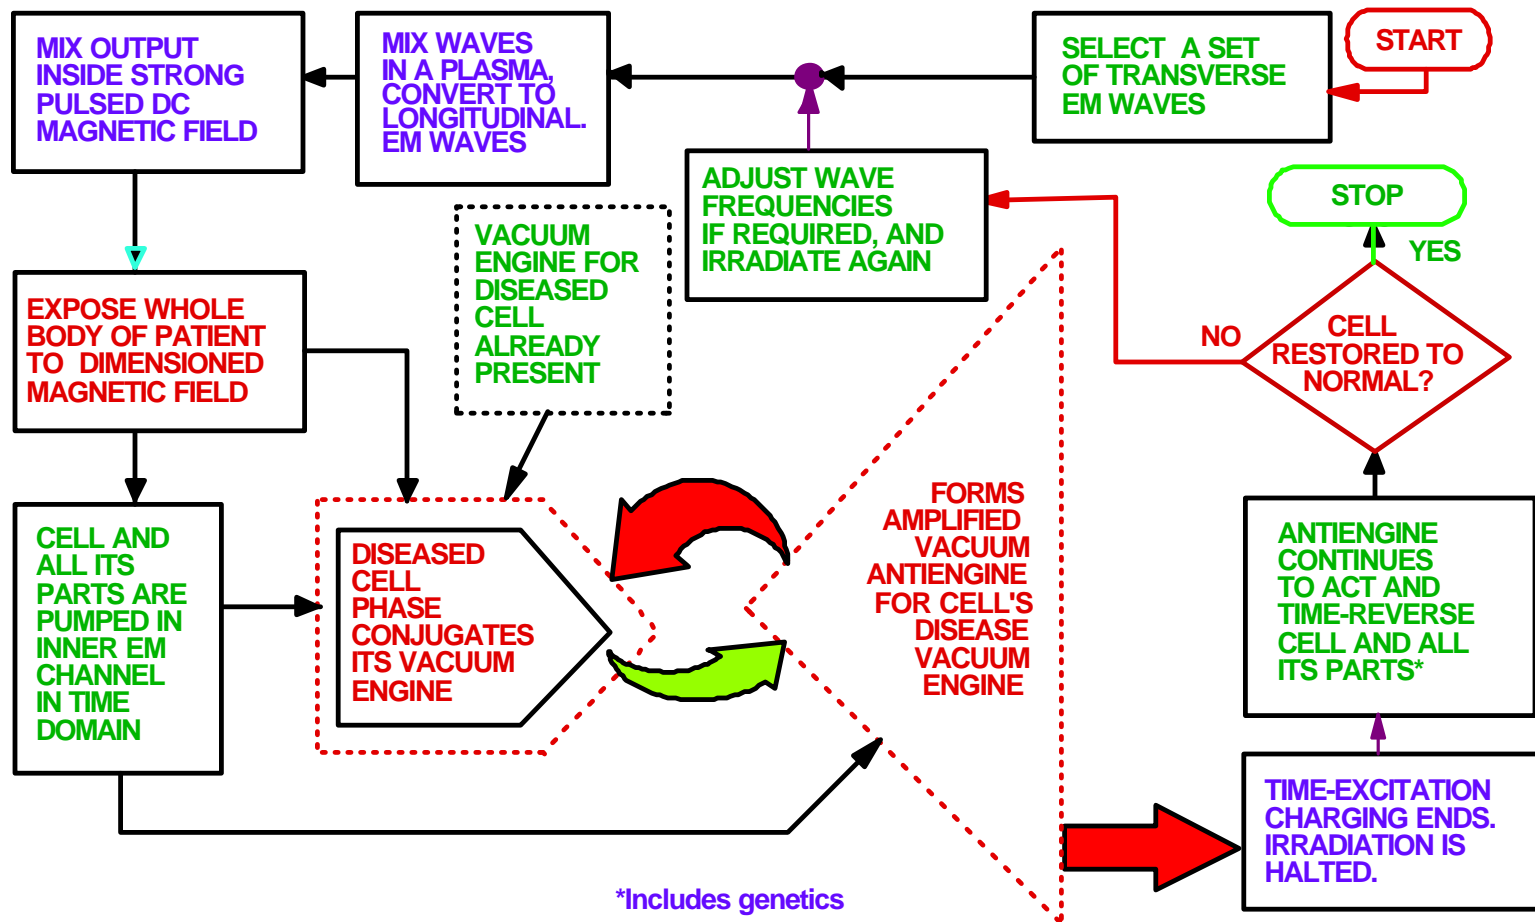 START
SELECT A SET
OF TRANSVERSE
EM WAVES
MIX WAVES
IN A PLASMA,
CONVERT TO
LONGITUDINAL.
EM WAVES
MIX OUTPUT
INSIDE STRONG
PULSED DC
MAGNETIC FIELD
ADJUST WAVE
FREQUENCIES
IF REQUIRED, AND
IRRADIATE AGAIN
STOP
YES
VACUUM
ENGINE FOR
DISEASED
CELL
ALREADY
PRESENT
EXPOSE WHOLE
BODY OF PATIENT
TO DIMENSIONED
MAGNETIC FIELD
NO
CELL
RESTORED TO
NORMAL?
CELL AND
ALL ITS
PARTS ARE
PUMPED IN
INNER EM
CHANNEL
IN TIME
DOMAIN
DISEASED
CELL
PHASE
CONJUGATES
ITS VACUUM
ENGINE
FORMS
AMPLIFIED
VACUUM
ANTIENGINE
FOR CELL'S
DISEASE
VACUUM
ENGINE
ANTIENGINE
CONTINUES
TO ACT AND
TIME-REVERSE
CELL AND ALL
ITS PARTS*
TIME-EXCITATION
CHARGING ENDS.
IRRADIATION IS
HALTED.
*Includes genetics